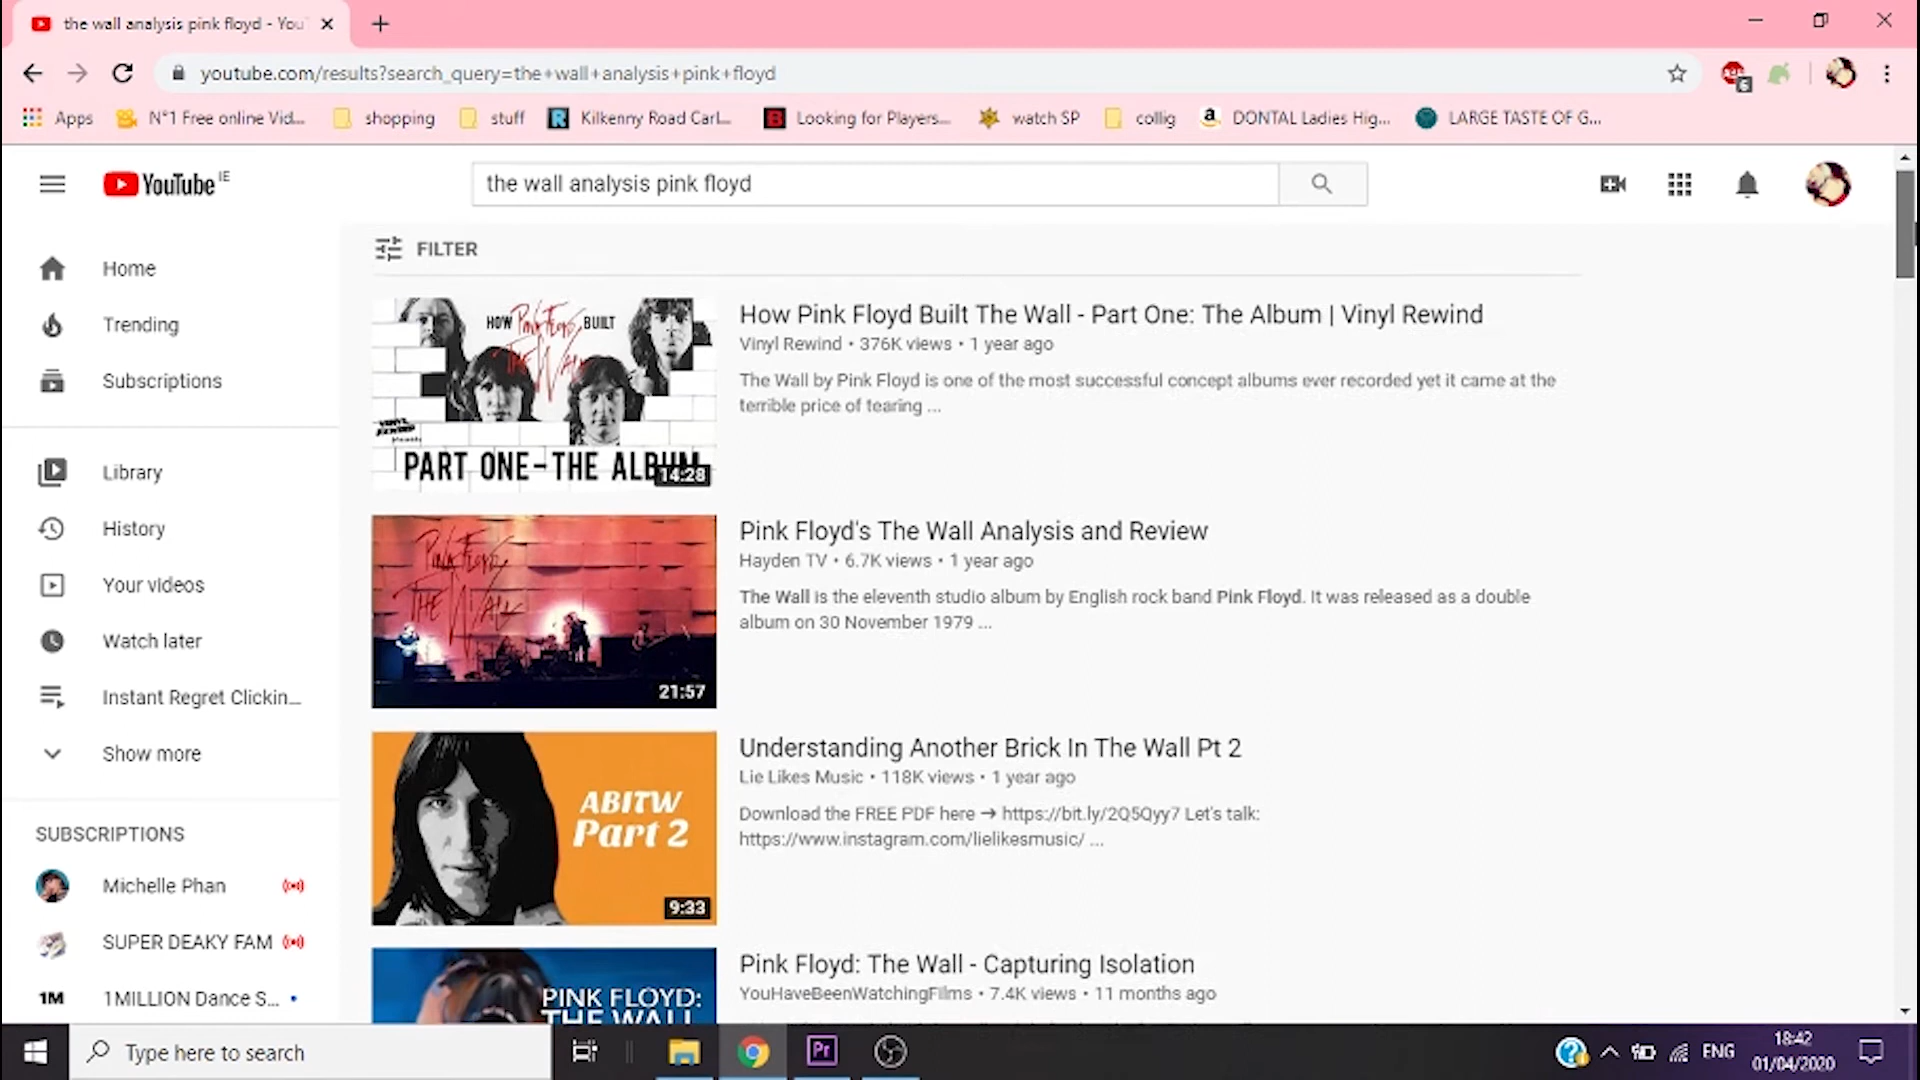 the wall analysis pink floyd - You
youtube.com/results?search_query=the+wall+analysis+pink+floyd
Apps
N°1 Free online Vid...
shopping
stuff
Kilkenny Road Carl...
Looking for Players...
watch SP
collig
DONTAL Ladies Hig...
LARGE TASTE OF G...
YouTube IE
the wall analysis pink floyd
Home
Trending
Subscriptions
Library
History
Your videos
Watch later
Instant Regret Clickin...
Show more
SUBSCRIPTIONS
Michelle Phan
SUPER DEAKY FAM
1M
1MILLION Dance S...
FILTER
HOW Pink Floyd BUILT
THE WALL
PART ONE-THE ALBUM
14:28
How Pink Floyd Built The Wall - Part One: The Album | Vinyl Rewind
Vinyl Rewind • 376K views • 1 year ago
The Wall by Pink Floyd is one of the most successful concept albums ever recorded yet it came at the
terrible price of tearing ...
Pink Floyd
THE WALL
21:57
Pink Floyd's The Wall Analysis and Review
Hayden TV • 6.7K views • 1 year ago
The Wall is the eleventh studio album by English rock band Pink Floyd. It was released as a double
album on 30 November 1979 ...
ABITW
Part 2
9:33
Understanding Another Brick In The Wall Pt 2
Lie Likes Music • 118K views • 1 year ago
Download the FREE PDF here → https://bit.ly/2Q5Qyy7 Let's talk:
https://www.instagram.com/lielikesmusic/ ...
PINK FLOYD:
THE WALL
Pink Floyd: The Wall - Capturing Isolation
YouHaveBeenWatchingFilms • 7.4K views • 11 months ago
Type here to search
Pr
ENG
18:42
01/04/2020